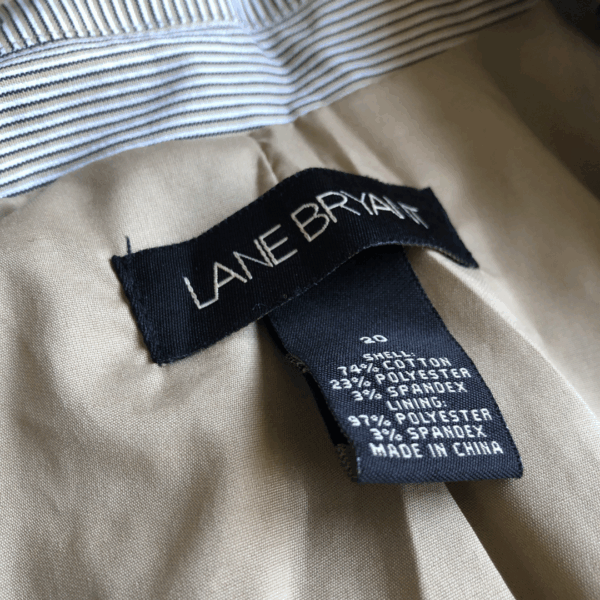 LANE BRYANT
20
SHELL:
74% COTTON
23% POLYESTER
3% SPANDEX
LINING:
97% POLYESTER
3% SPANDEX
MADE IN CHINA